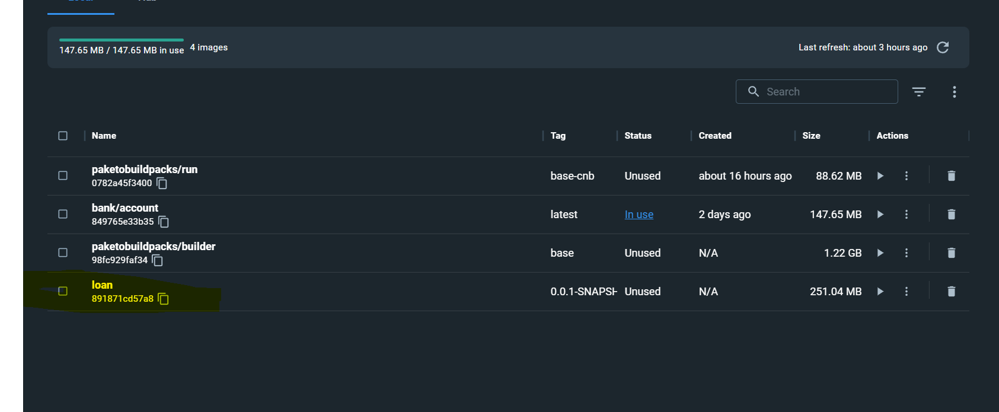 147.65 MB / 147.65 MB in use 4 images
Last refresh: about 3 hours ago
Search
Name Tag Status Created Size Actions
paketobuildpacks/run
0782a45f3400
base-cnb Unused about 16 hours ago 88.62 MB
bank/account
849765e33b35
latest In use 2 days ago 147.65 MB
paketobuildpacks/builder
98fc929faf34
base Unused N/A 1.22 GB
loan
891871cd57a8
0.0.1-SNAPSH Unused N/A 251.04 MB